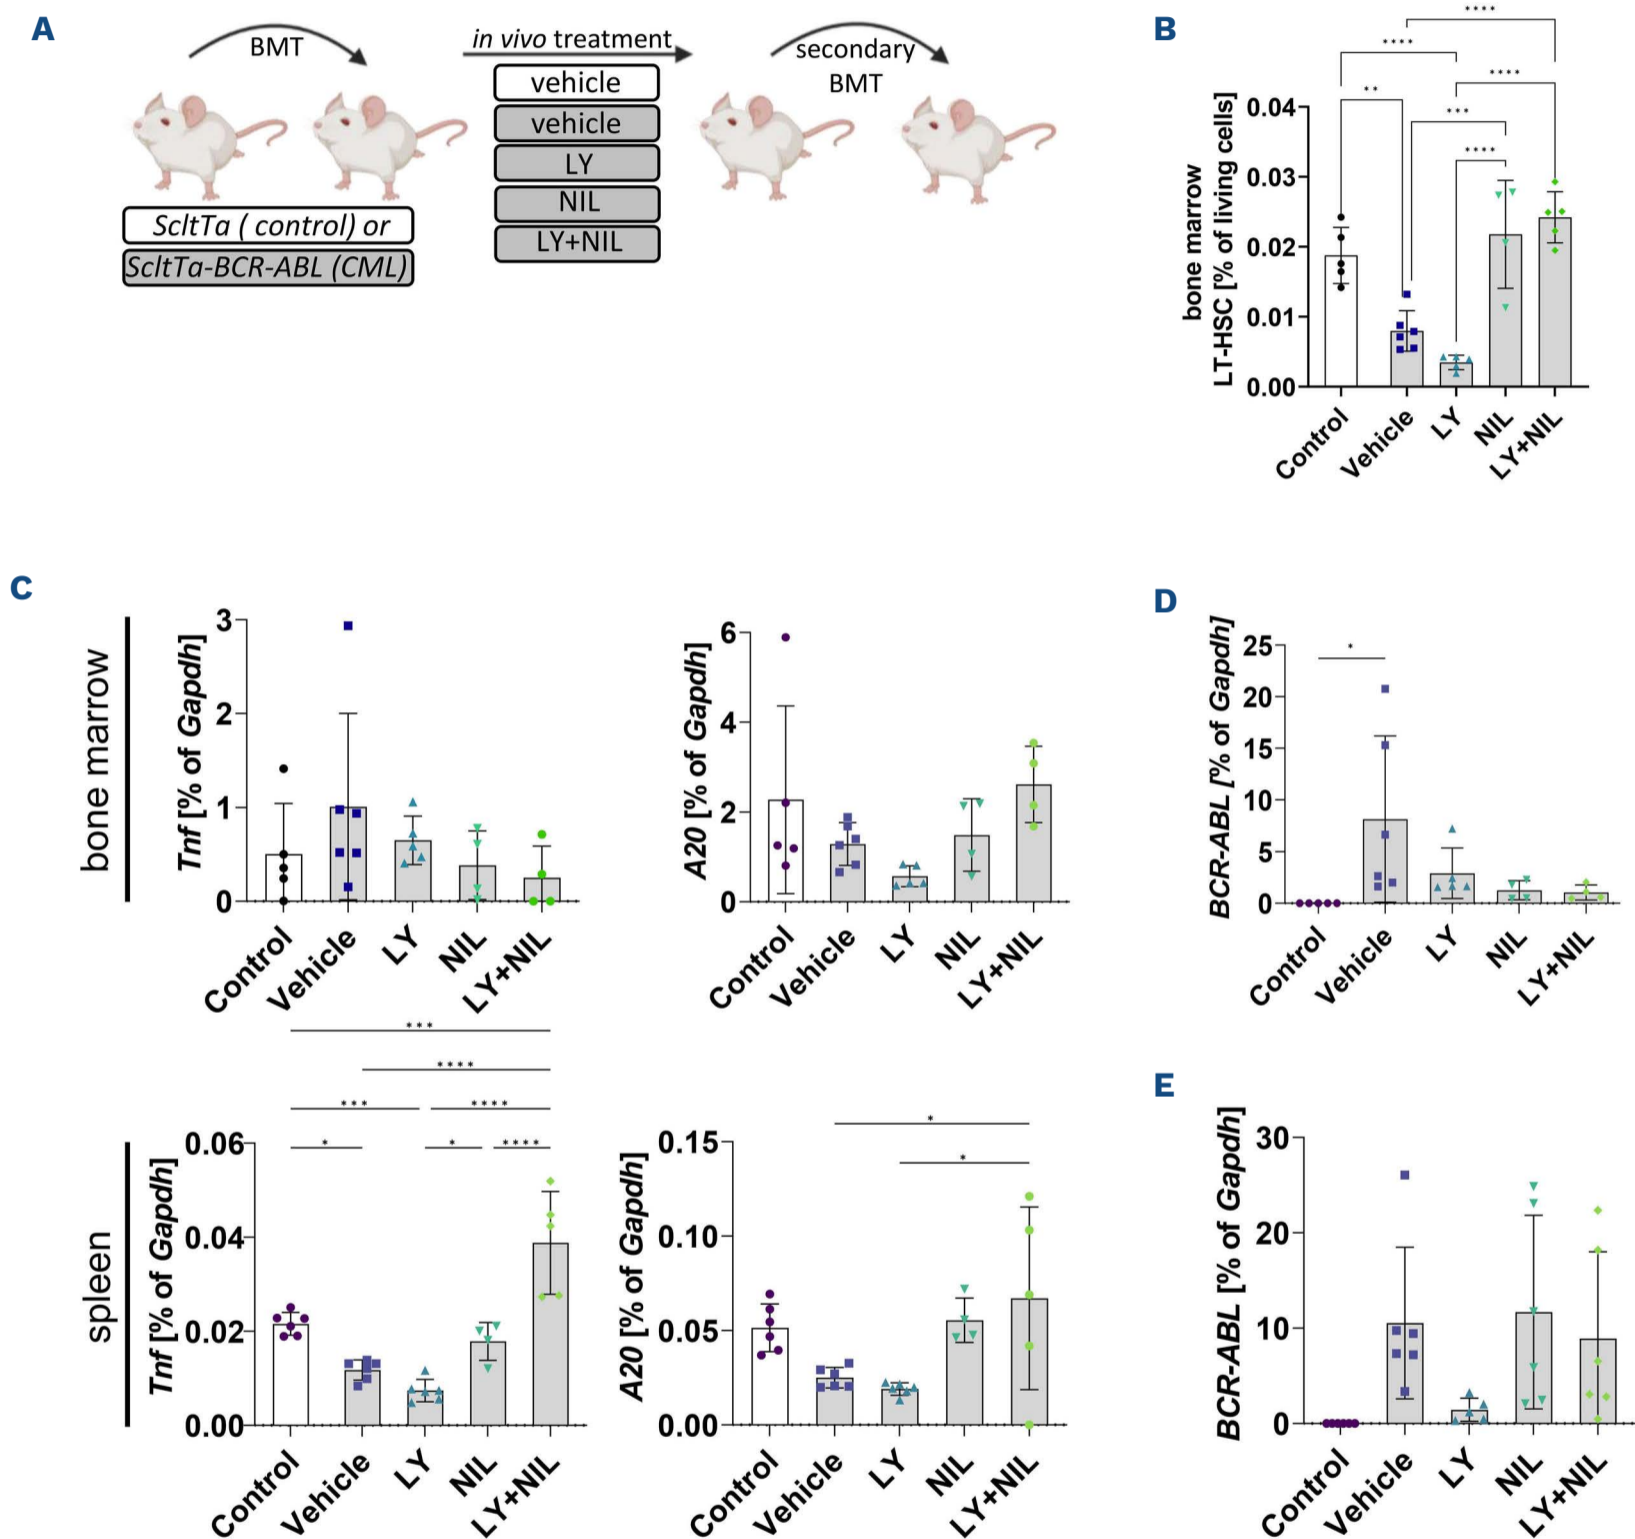 A
BMT
in vivo treatment
vehicle
vehicle
LY
NIL
LY+NIL
secondary
BMT
ScltTa ( control) or
ScltTa-BCR-ABL (CML)
B
****
****
****
**
***
****
bone marrow
LT-HSC [% of living cells]
0.04
0.03
0.02
0.01
0.00
Control
Vehicle
LY
NIL
LY+NIL
C
bone marrow
Tnf [% of Gapdh]
3
2
1
0
Control
Vehicle
LY
NIL
LY+NIL
A20 [% of Gapdh]
6
4
2
0
Control
Vehicle
LY
NIL
LY+NIL
D
BCR-ABL [% of Gapdh]
25
20
15
10
5
0
*
Control
Vehicle
LY
NIL
LY+NIL
spleen
***
****
***
****
*
*
****
Tnf [% of Gapdh]
0.06
0.04
0.02
0.00
Control
Vehicle
LY
NIL
LY+NIL
*
*
A20 [% of Gapdh]
0.15
0.10
0.05
0.00
Control
Vehicle
LY
NIL
LY+NIL
E
BCR-ABL [% of Gapdh]
30
20
10
0
Control
Vehicle
LY
NIL
LY+NIL